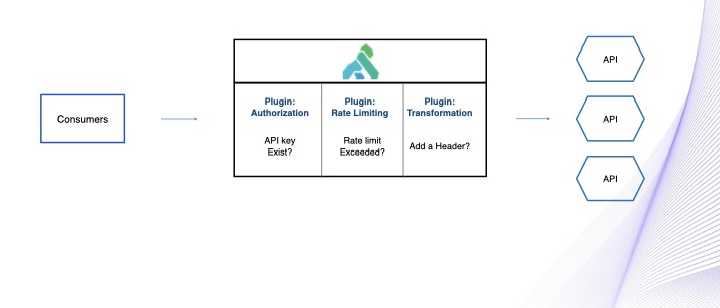 Consumers
Plugin:
Authorization
API key
Exist?
Plugin:
Rate Limiting
Rate limit
Exceeded?
Plugin:
Transformation
Add a Header?
API
API
API